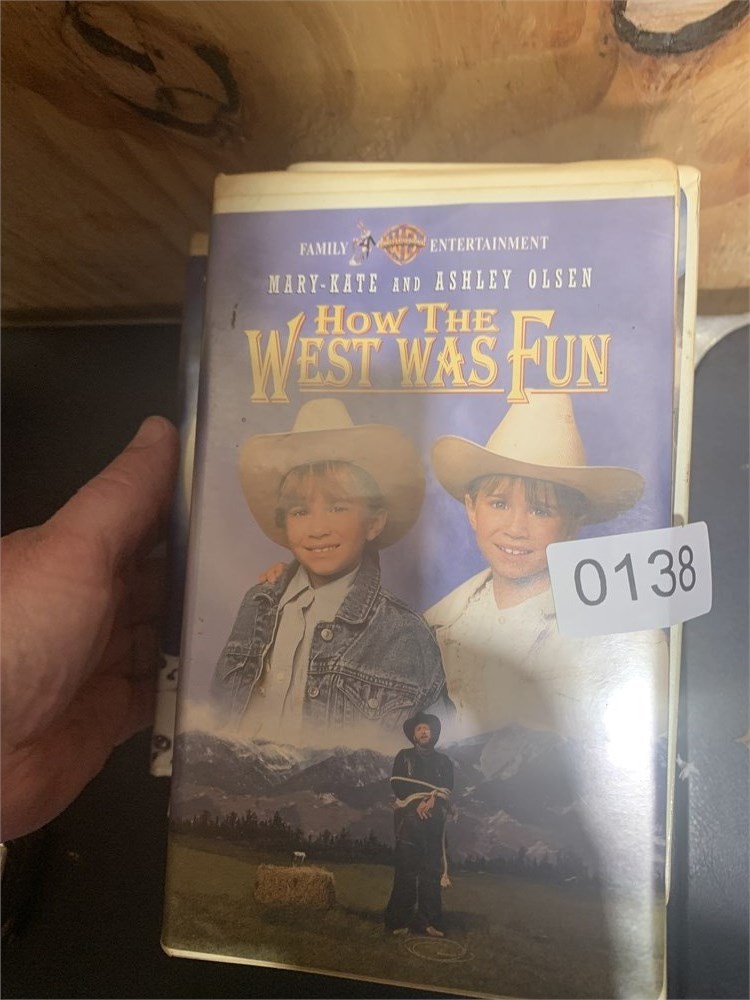 FAMILY ENTERTAINMENT
MARY-KATE AND ASHLEY OLSEN
HOW THE
WEST WAS FUN
0138